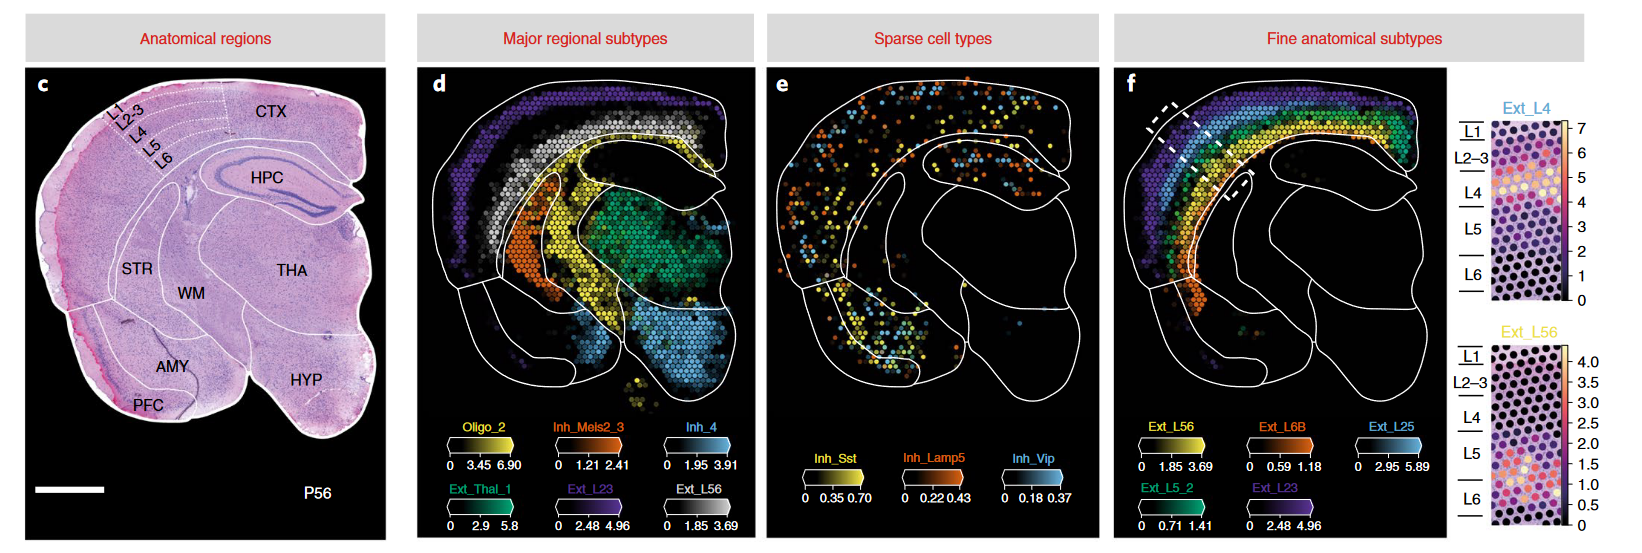 Anatomical regions
Major regional subtypes
Sparse cell types
Fine anatomical subtypes
c
L1
L2-3
L4
L5
L6
CTX
HPC
STR
WM
THA
AMY
PFC
HYP
P56
d
Oligo_2
0 3.45 6.90
Inh_Meis2_3
0 1.21 2.41
Inh_4
0 1.95 3.91
Ext_Thal_1
0 2.9 5.8
Ext_L23
0 2.48 4.96
Ext_L56
0 1.85 3.69
e
Inh_Sst
0 0.35 0.70
Inh_Lamp5
0 0.22 0.43
Inh_Vip
0 0.18 0.37
f
Ext_L56
0 1.85 3.69
Ext_L6B
0 0.59 1.18
Ext_L25
0 2.95 5.89
Ext_L5_2
0 0.71 1.41
Ext_L23
0 2.48 4.96
Ext_L4
L1
L2–3
L4
L5
L6
7
6
5
4
3
2
1
0
Ext_L56
L1
L2–3
L4
L5
L6
4.0
3.5
3.0
2.5
2.0
1.5
1.0
0.5
0